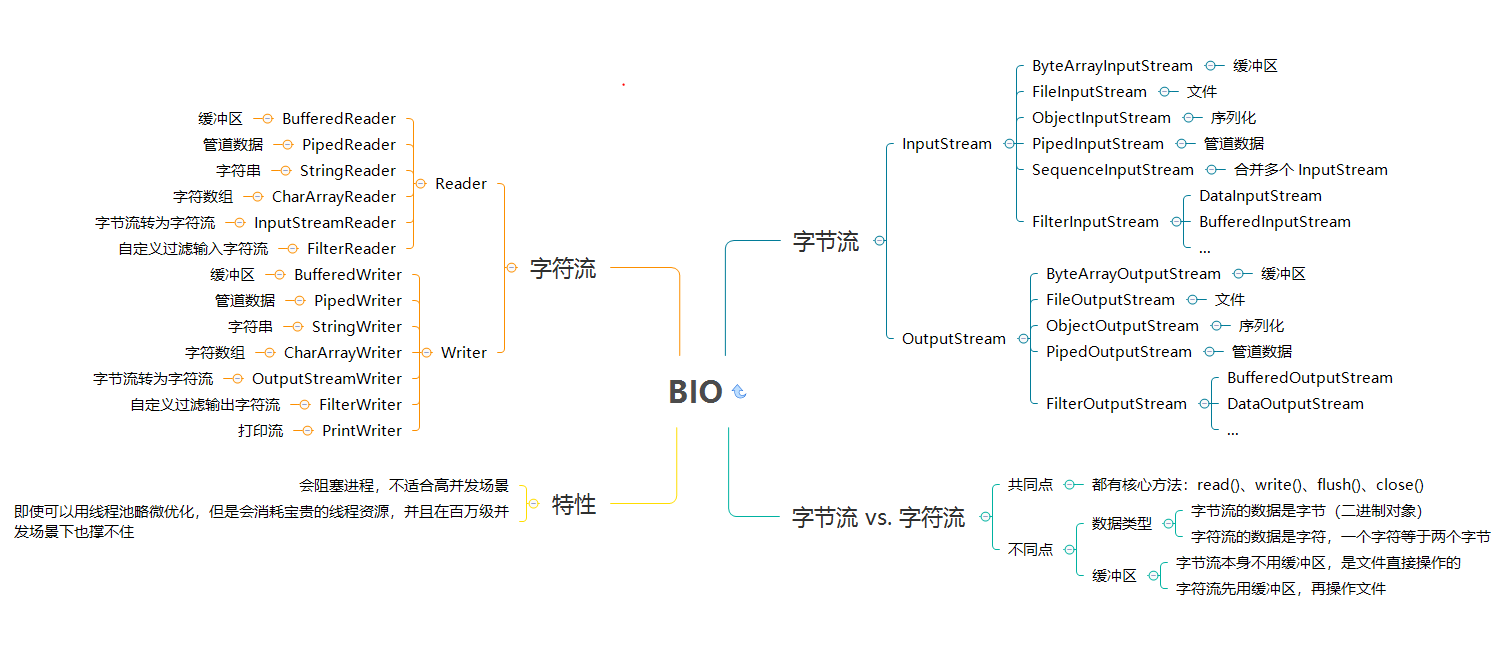 BIO
字节流
InputStream
ByteArrayInputStream 缓冲区
FileInputStream 文件
ObjectInputStream 序列化
PipedInputStream 管道数据
SequenceInputStream 合并多个 InputStream
FilterInputStream
DataInputStream
BufferedInputStream
...
OutputStream
ByteArrayOutputStream 缓冲区
FileOutputStream 文件
ObjectOutputStream 序列化
PipedOutputStream 管道数据
FilterOutputStream
BufferedOutputStream
DataOutputStream
...
字节流 vs. 字符流
共同点 都有核心方法：read()、write()、flush()、close()
不同点
数据类型
字节流的数据是字节（二进制对象）
字符流的数据是字符，一个字符等于两个字节
缓冲区
字节流本身不用缓冲区，是文件直接操作的
字符流先用缓冲区，再操作文件
字符流
Reader
缓冲区 BufferedReader
管道数据 PipedReader
字符串 StringReader
字符数组 CharArrayReader
字节流转为字符流 InputStreamReader
自定义过滤输入字符流 FilterReader
Writer
缓冲区 BufferedWriter
管道数据 PipedWriter
字符串 StringWriter
字符数组 CharArrayWriter
字节流转为字符流 OutputStreamWriter
自定义过滤输出字符流 FilterWriter
打印流 PrintWriter
特性
会阻塞进程，不适合高并发场景
即使可以用线程池略微优化，但是会消耗宝贵的线程资源，并且在百万级并
发场景下也撑不住